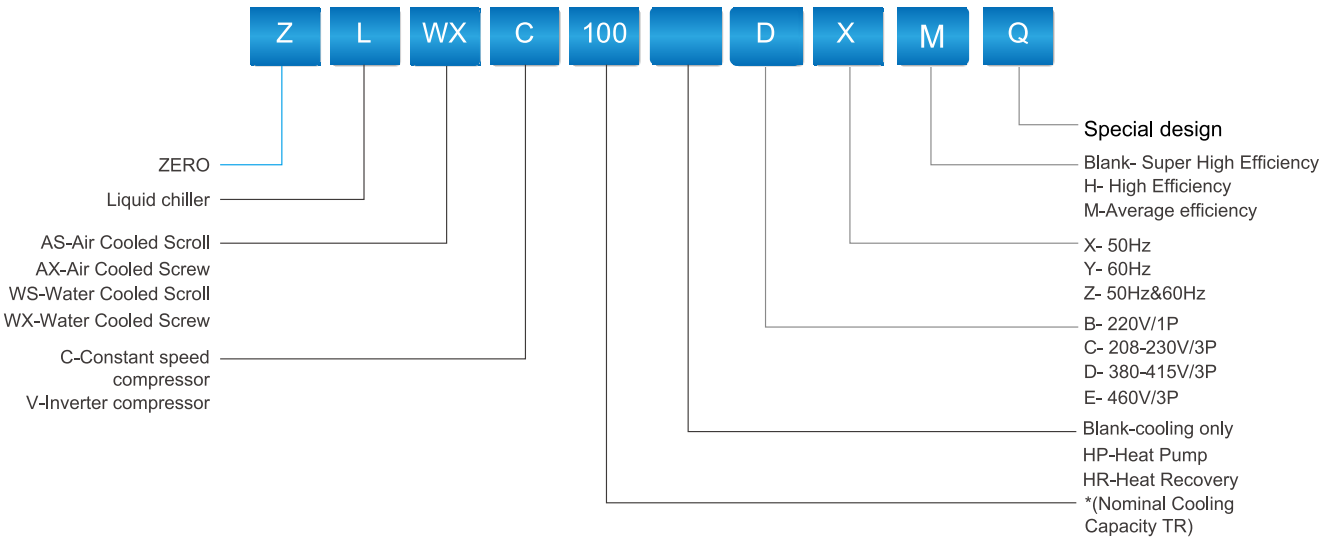 Z L WX C 100 D X M Q
ZERO
Liquid chiller
AS-Air Cooled Scroll
AX-Air Cooled Screw
WS-Water Cooled Scroll
WX-Water Cooled Screw
C-Constant speed
compressor
V-Inverter compressor
Special design
Blank- Super High Efficiency
H- High Efficiency
M-Average efficiency
X- 50Hz
Y- 60Hz
Z- 50Hz&60Hz
B- 220V/1P
C- 208-230V/3P
D- 380-415V/3P
E- 460V/3P
Blank-cooling only
HP-Heat Pump
HR-Heat Recovery
*(Nominal Cooling
Capacity TR)